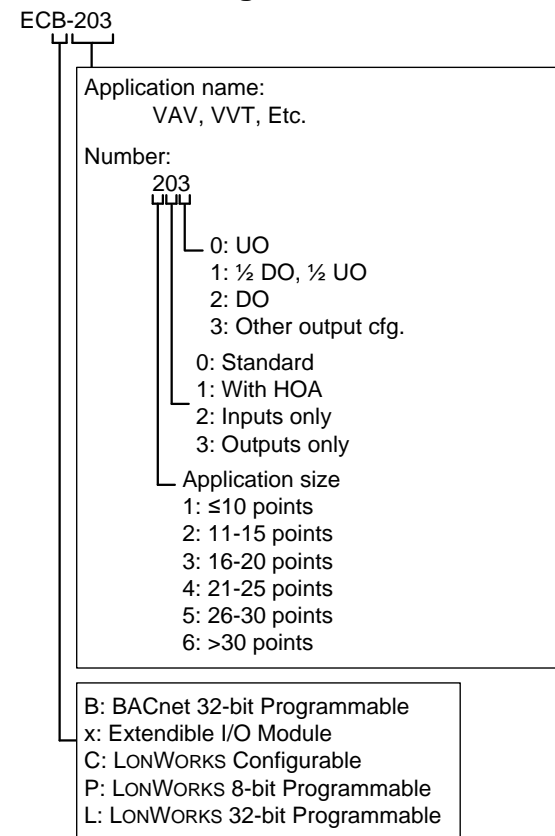 ECB-203
Application name:
VAV, VVT, Etc.
Number:
203
0: UO
1: ½ DO, ½ UO
2: DO
3: Other output cfg.
0: Standard
1: With HOA
2: Inputs only
3: Outputs only
Application size
1: ≤10 points
2: 11-15 points
3: 16-20 points
4: 21-25 points
5: 26-30 points
6: >30 points
B: BACnet 32-bit Programmable
x: Extendible I/O Module
C: LONWORKS Configurable
P: LONWORKS 8-bit Programmable
L: LONWORKS 32-bit Programmable